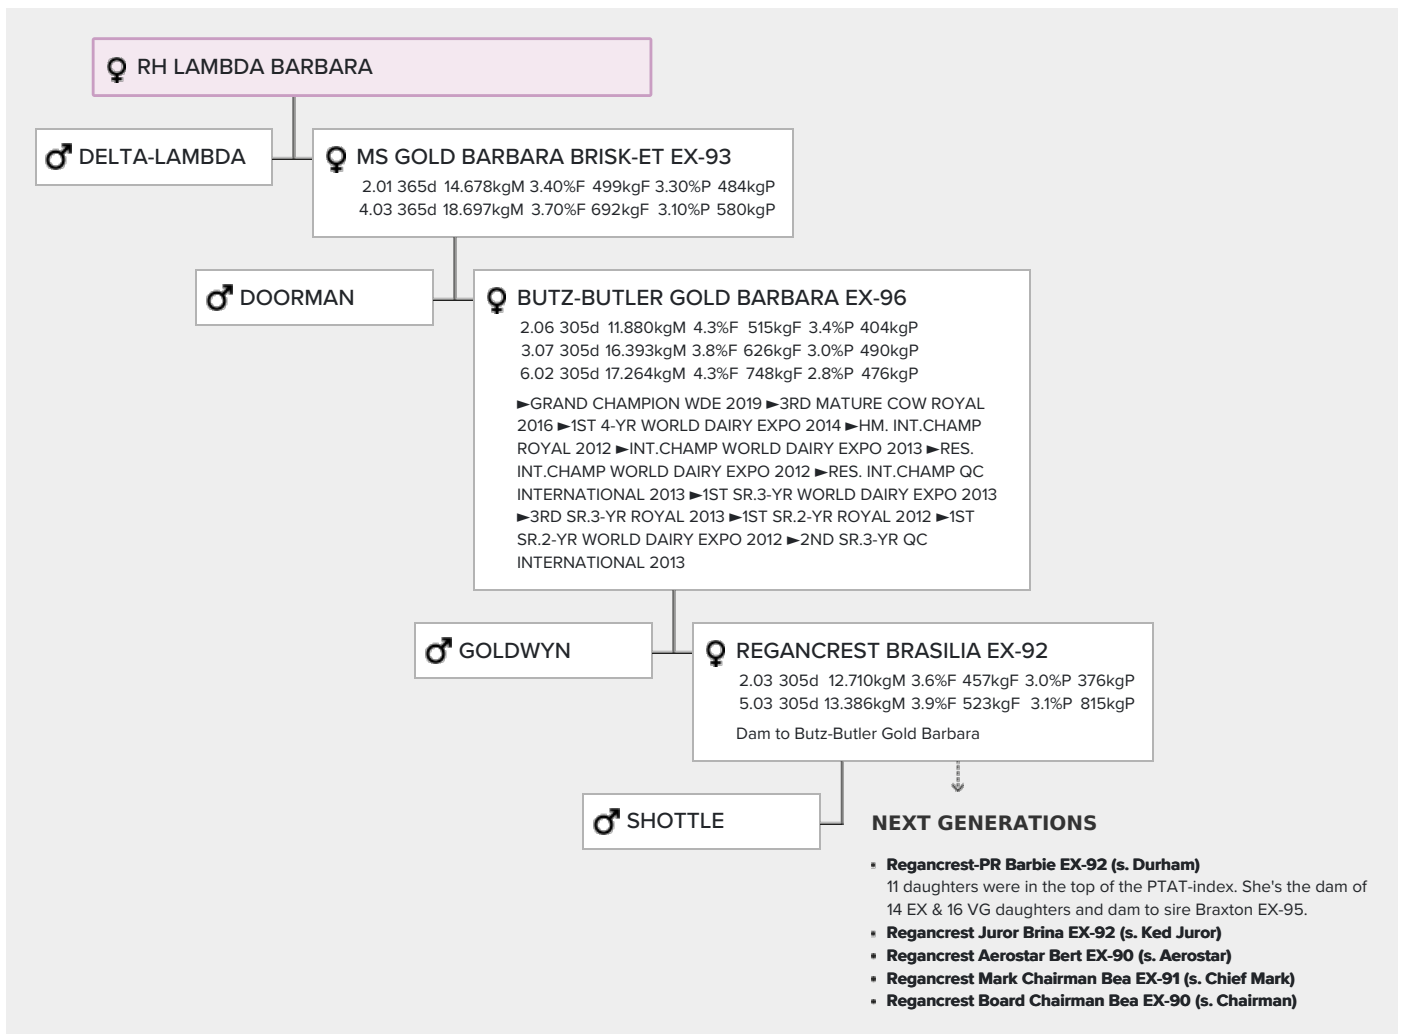 RH LAMBDA BARBARA
DELTA-LAMBDA
MS GOLD BARBARA BRISK-ET EX-93
2.01 365d 14.678kgM 3.40%F 499kgF 3.30%P 484kgP
4.03 365d 18.697kgM 3.70%F 692kgF 3.10%P 580kgP
DOORMAN
BUTZ-BUTLER GOLD BARBARA EX-96
2.06 305d 11.880kgM 4.3%F 515kgF 3.4%P 404kgP
3.07 305d 16.393kgM 3.8%F 626kgF 3.0%P 490kgP
6.02 305d 17.264kgM 4.3%F 748kgF 2.8%P 476kgP
►GRAND CHAMPION WDE 2019 ►3RD MATURE COW ROYAL
2016 ►1ST 4-YR WORLD DAIRY EXPO 2014 ►HM. INT.CHAMP
ROYAL 2012 ►INT.CHAMP WORLD DAIRY EXPO 2013 ►RES.
INT.CHAMP WORLD DAIRY EXPO 2012 ►RES. INT.CHAMP QC
INTERNATIONAL 2013 ►1ST SR.3-YR WORLD DAIRY EXPO 2013
►3RD SR.3-YR ROYAL 2013 ►1ST SR.2-YR ROYAL 2012 ►1ST
SR.2-YR WORLD DAIRY EXPO 2012 ►2ND SR.3-YR QC
INTERNATIONAL 2013
GOLDWYN
REGANCREST BRASILIA EX-92
2.03 305d 12.710kgM 3.6%F 457kgF 3.0%P 376kgP
5.03 305d 13.386kgM 3.9%F 523kgF 3.1%P 815kgP
Dam to Butz-Butler Gold Barbara
SHOTTLE
NEXT GENERATIONS
▪ Regancrest-PR Barbie EX-92 (s. Durham)
11 daughters were in the top of the PTAT-index. She's the dam of
14 EX & 16 VG daughters and dam to sire Braxton EX-95.
▪ Regancrest Juror Brina EX-92 (s. Ked Juror)
▪ Regancrest Aerostar Bert EX-90 (s. Aerostar)
▪ Regancrest Mark Chairman Bea EX-91 (s. Chief Mark)
▪ Regancrest Board Chairman Bea EX-90 (s. Chairman)